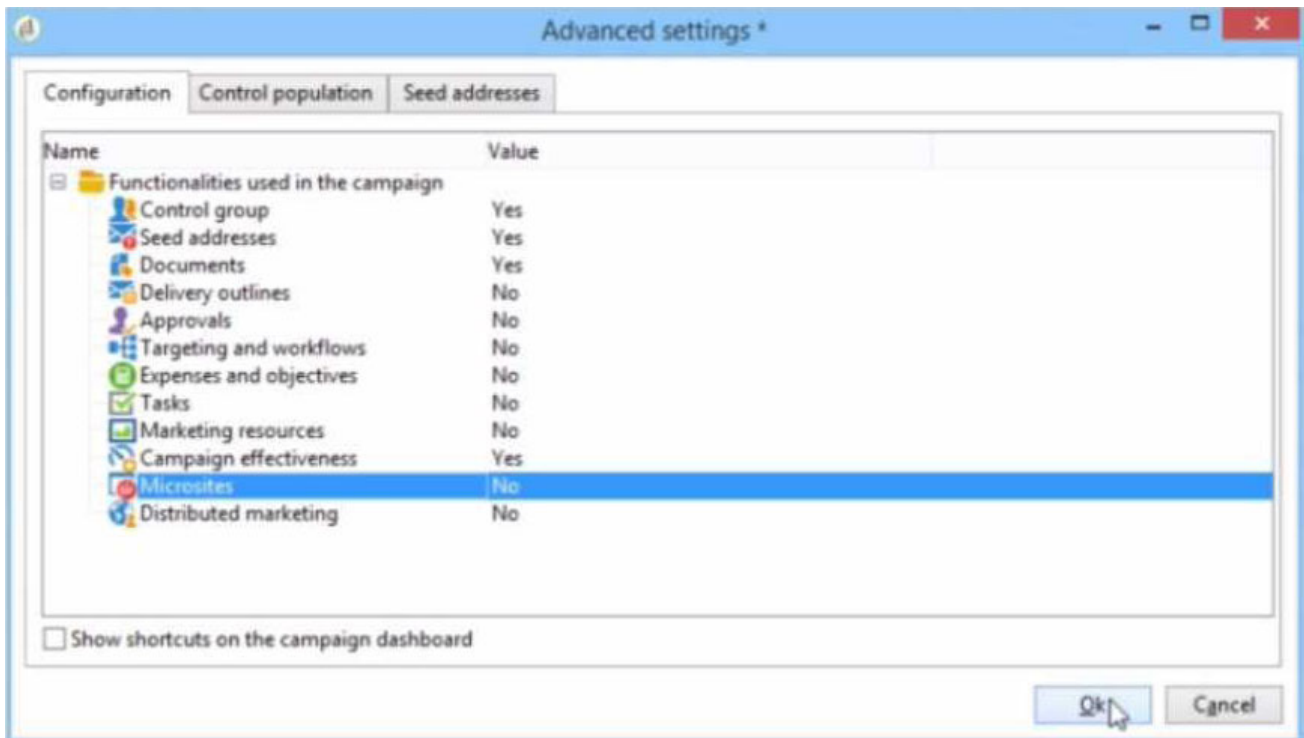 Advanced settings *
Configuration Control population Seed addresses
Name Value
Functionalities used in the campaign
Control group Yes
Seed addresses Yes
Documents Yes
Delivery outlines No
Approvals No
Targeting and workflows No
Expenses and objectives No
Tasks No
Marketing resources No
Campaign effectiveness Yes
Microsites No
Distributed marketing No
Show shortcuts on the campaign dashboard
Ok Cancel